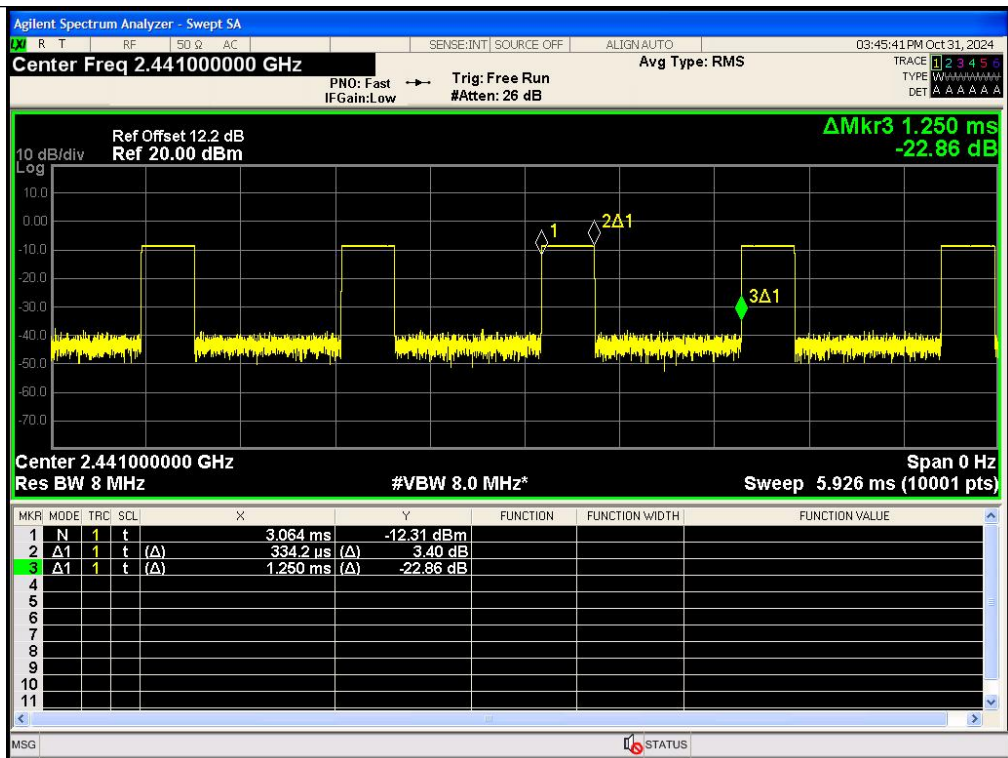 Agilent Spectrum Analyzer - Swept SA
LXI R T RF 50 Ω AC SENSE:INT SOURCE OFF ALIGN AUTO 03:45:41 PM Oct 31, 2024
Center Freq 2.441000000 GHz Avg Type: RMS TRACE 1 2 3 4 5 6
PNO: Fast Trig: Free Run TYPE W
IFGain:Low #Atten: 26 dB DET A A A A A A
ΔMkr3 1.250 ms
-22.86 dB
Ref Offset 12.2 dB
10 dB/div Ref 20.00 dBm
Log
10.0
0.00
-10.0
-20.0
-30.0
-40.0
-50.0
-60.0
-70.0
1
2Δ1
3Δ1
Center 2.441000000 GHz Span 0 Hz
Res BW 8 MHz #VBW 8.0 MHz* Sweep 5.926 ms (10001 pts)
MKR MODE TRC SCL X Y FUNCTION FUNCTION WIDTH FUNCTION VALUE
1 N 1 t 3.064 ms -12.31 dBm
2 Δ1 1 t (Δ) 334.2 µs (Δ) 3.40 dB
3 Δ1 1 t (Δ) 1.250 ms (Δ) -22.86 dB
4
5
6
7
8
9
10
11
MSG STATUS